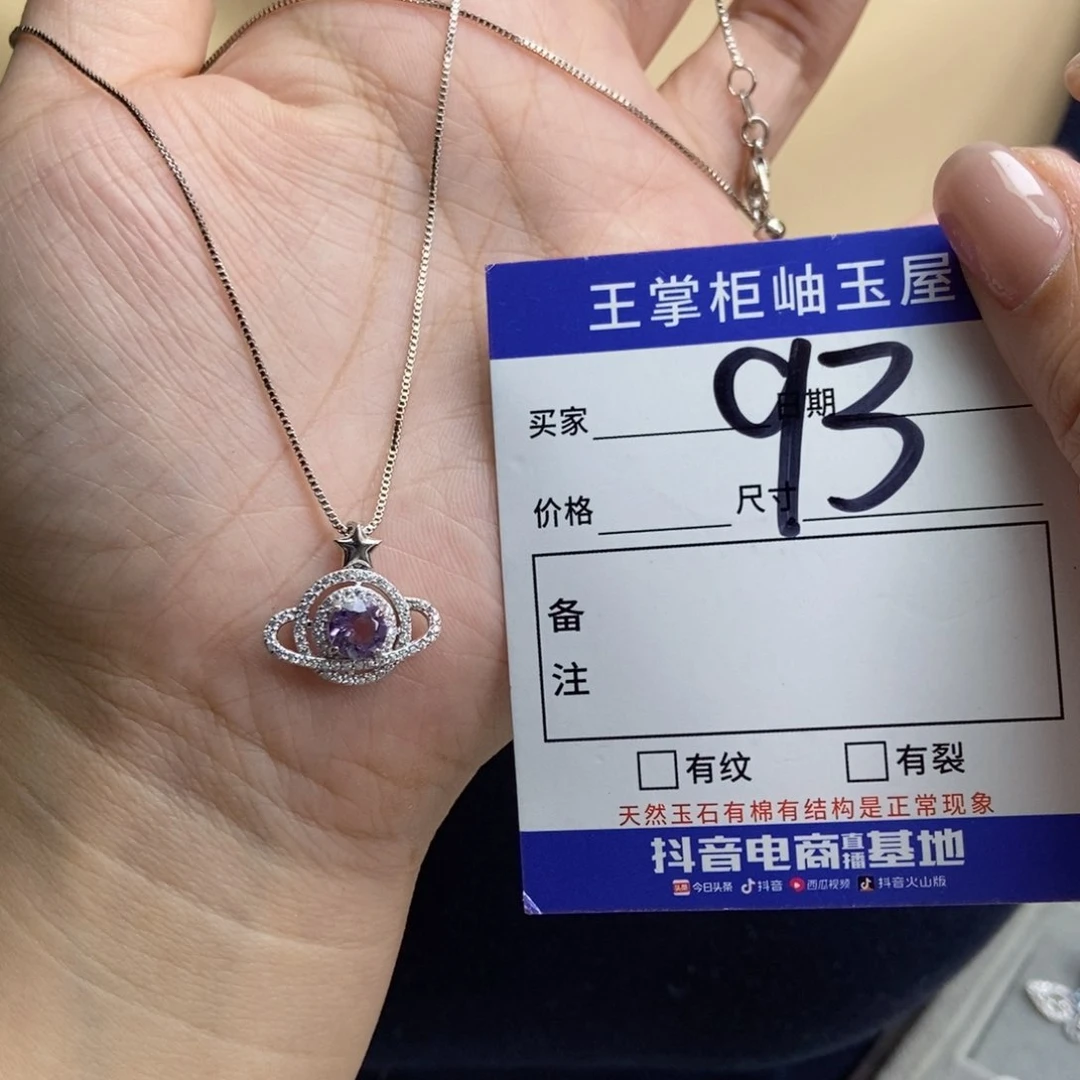 王掌柜岫玉屋
93
买家 日期
价格 尺寸
备
注
有纹 有裂
天然玉石有棉有结构是正常现象
抖音电商直播基地
头条 今日头条 抖音 西瓜视频 抖音火山版